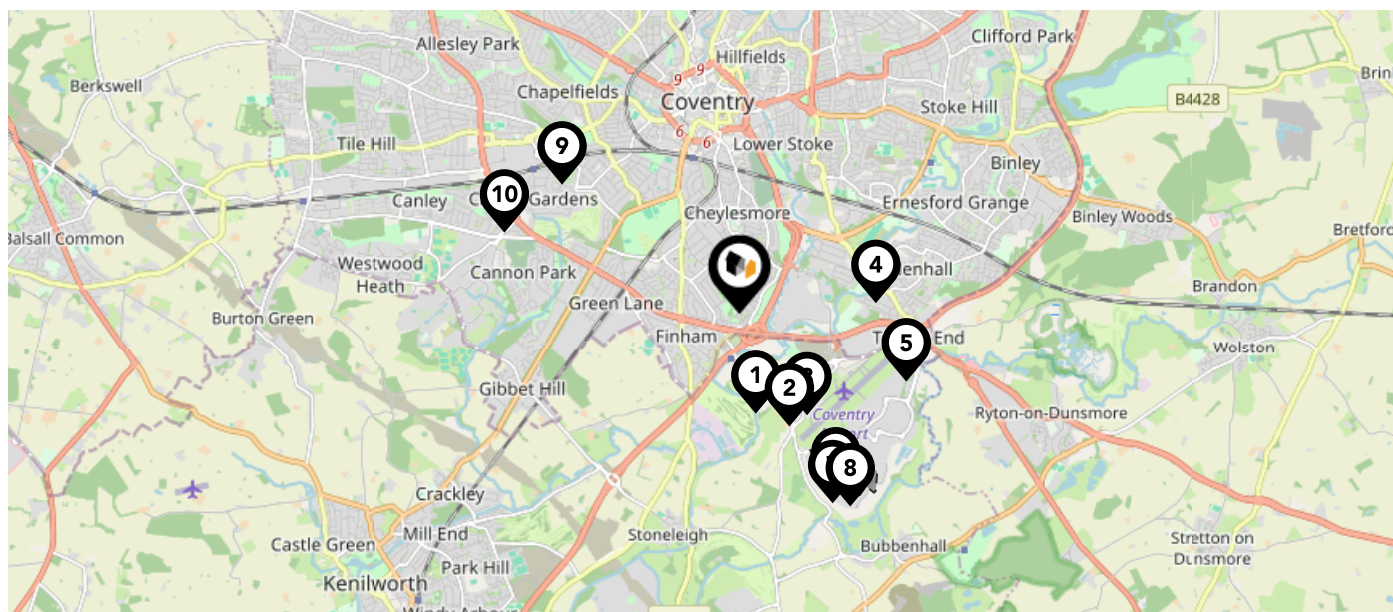 Allesley Park
Clifford Park
Hillfields
9
9
Berkswell
Chapelfields
Coventry
Stoke Hill
B4428
6
6
Tile Hill
Lower Stoke
9
Binley
10
Canley
Gardens
Cheylesmore
Ernesford Grange
Binley Woods
Balsall Common
Bretford
Westwood
Heath
Cannon Park
4
Brandon
Green Lane
Burton Green
Finham
End
5
Wolston
1
2
Gibbet Hill
Coventry
Ryton-on-Dunsmore
8
Crackley
Mill End
Stoneleigh
Castle Green
Bubbenhall
Stretton on
Dunsmore
Park Hill
Kenilworth
Windy Arbour